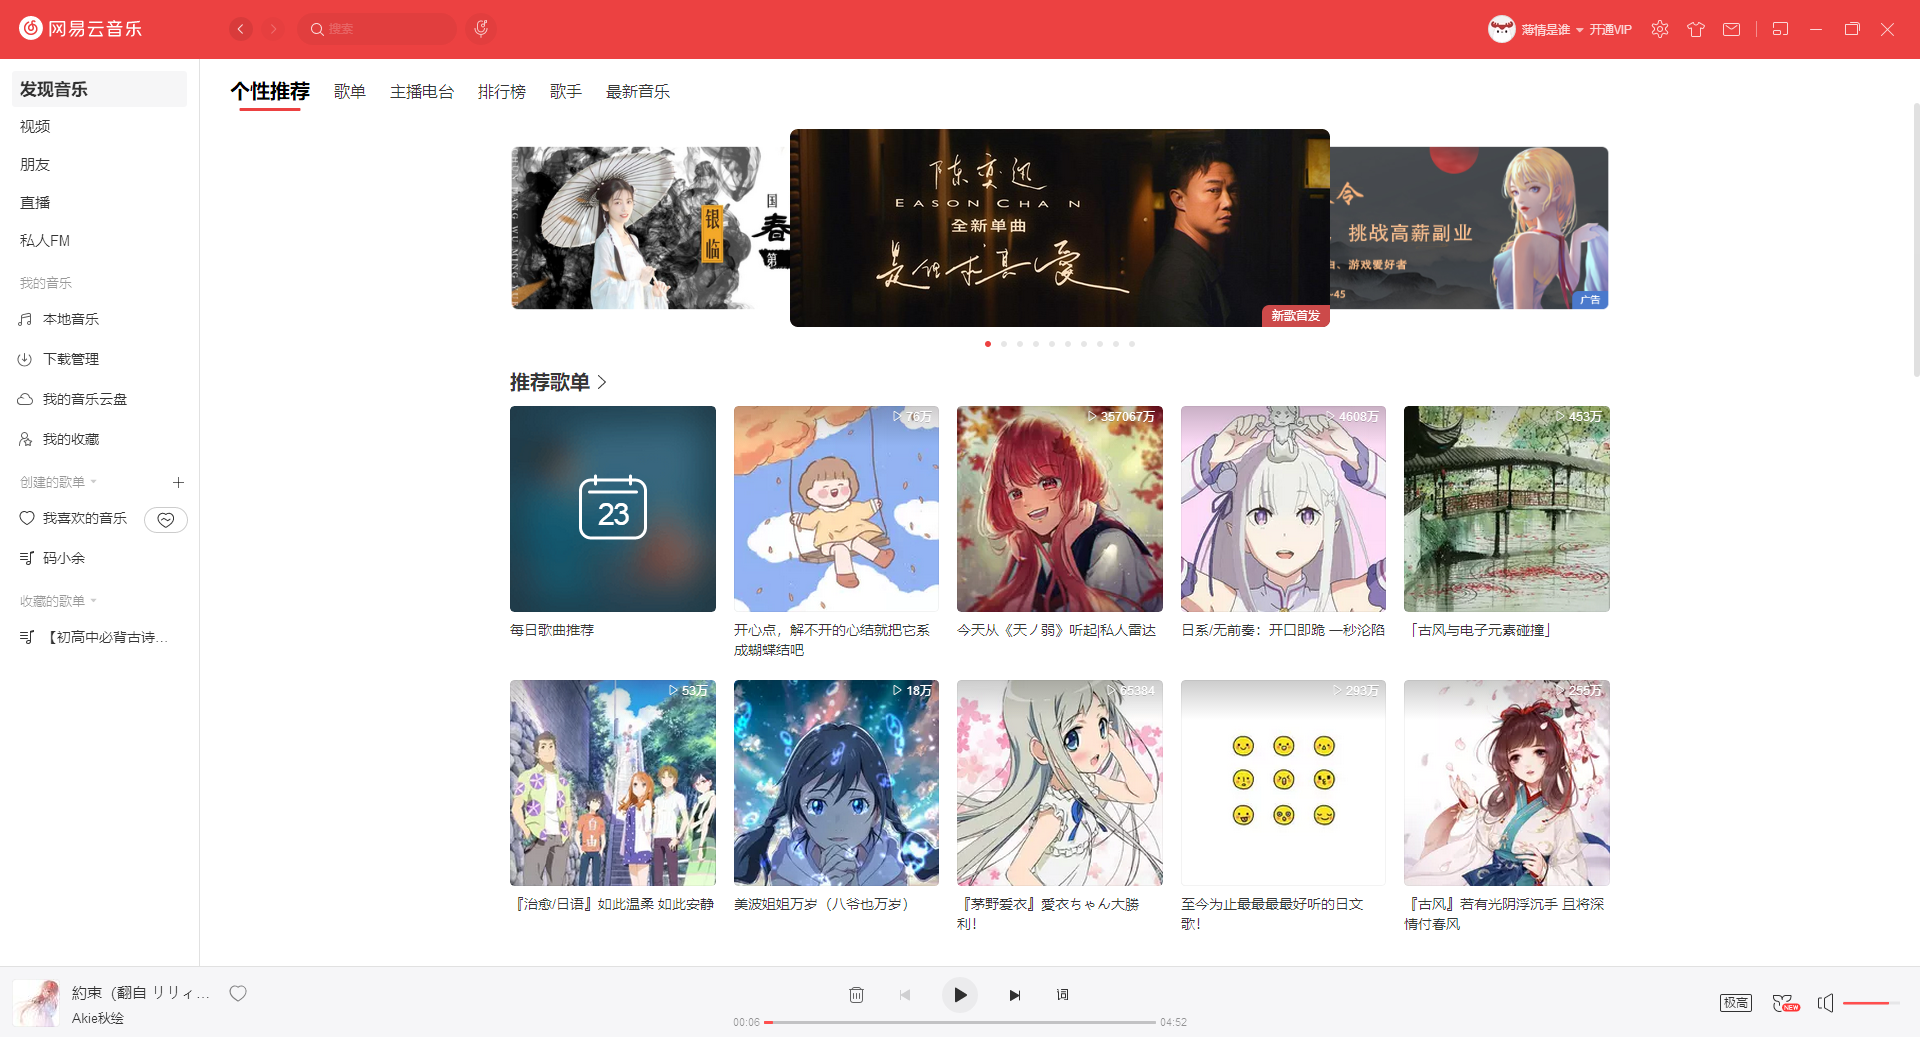 网易云音乐
搜索
薄情是谁 开通VIP
发现音乐
视频
朋友
直播
私人FM
我的音乐
本地音乐
下载管理
我的音乐云盘
我的收藏
创建的歌单
我喜欢的音乐
码小余
收藏的歌单
【初高中必背古诗...
个性推荐 歌单 主播电台 排行榜 歌手 最新音乐
银临
国
春
第
陈奕迅
EASON CHAN
全新单曲
是但求其爱
新歌首发
令
挑战高薪副业
、游戏爱好者
-45
广告
推荐歌单
23
每日歌曲推荐
76万
开心点，解不开的心结就把它系
成蝴蝶结吧
357067万
今天从《天ノ弱》听起|私人雷达
4608万
日系/无前奏：开口即跪 一秒沦陷
453万
「古风与电子元素碰撞」
53万
自由
『治愈/日语』如此温柔 如此安静
18万
美波姐姐万岁（八爷也万岁）
65384
『茅野爱衣』愛衣ちゃん大勝
利！
293万
至今为止最最最最好听的日文
歌！
255万
『古风』若有光阴浮沉手 且将深
情付春风
約束（翻自 リリィ...
Akie秋绘
词
00:06
04:52
极高
NEW